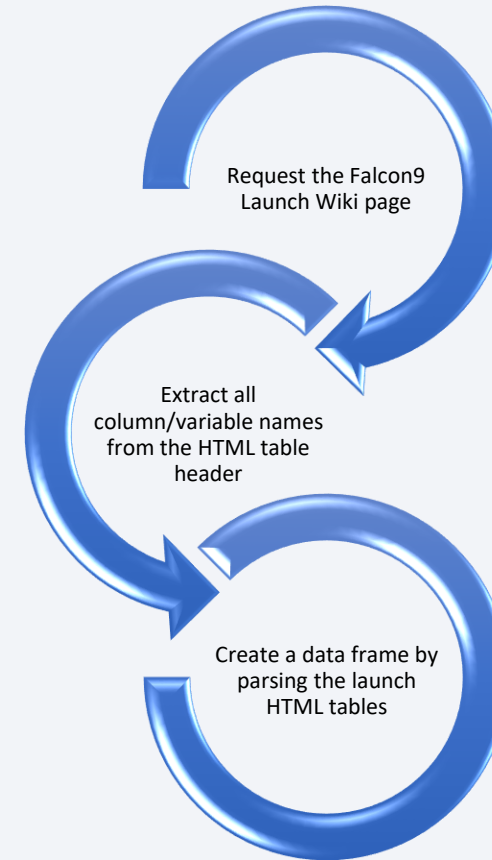 Request the Falcon9
Launch Wiki page
Extract all
column/variable names
from the HTML table
header
Create a data frame by
parsing the launch
HTML tables